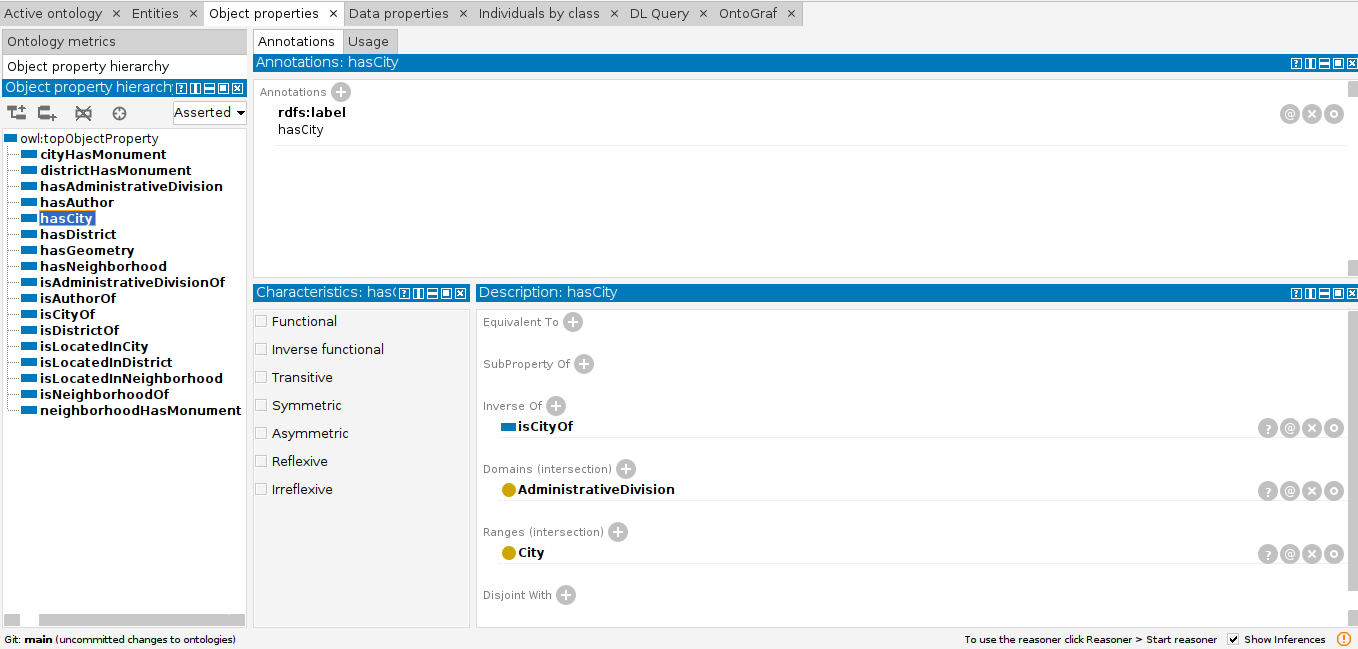 Active ontology × Entities × Object properties × Data properties × Individuals by class × DL Query × OntoGraf ×
Ontology metrics
Object property hierarchy
Object property hierarchy
Asserted
owl:topObjectProperty
cityHasMonument
districtHasMonument
hasAdministrativeDivision
hasAuthor
hasCity
hasDistrict
hasGeometry
hasNeighborhood
isAdministrativeDivisionOf
isAuthorOf
isCityOf
isDistrictOf
isLocatedInCity
isLocatedInDistrict
isLocatedInNeighborhood
isNeighborhoodOf
neighborhoodHasMonument
Annotations Usage
Annotations: hasCity
Annotations
rdfs:label
hasCity
Characteristics: hasC
Functional
Inverse functional
Transitive
Symmetric
Asymmetric
Reflexive
Irreflexive
Description: hasCity
Equivalent To
SubProperty Of
Inverse Of
isCityOf
Domains (intersection)
AdministrativeDivision
Ranges (intersection)
City
Disjoint With
Git: main (uncommitted changes to ontologies)
To use the reasoner click Reasoner > Start reasoner Show Inferences